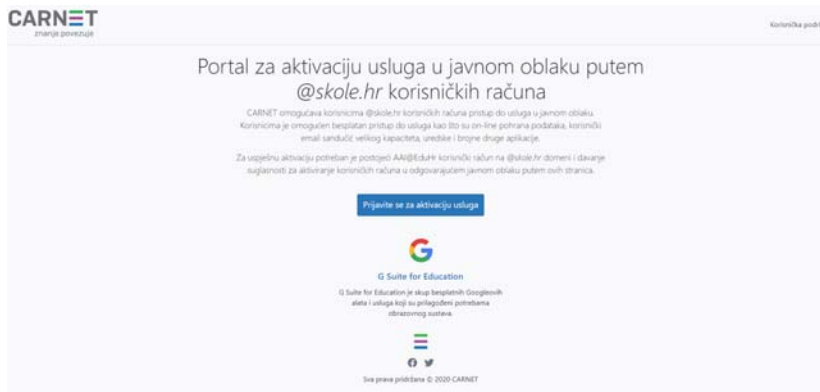 CARNET
znanje povezuje
Korisnička
Portal za aktivaciju usluga u javnom oblaku putem
@skole.hr korisničkih računa
CARNET omogućava korisnicima @skole.hr korisničkih računa pristup do usluga u javnom oblaku.
Korisnicima je omogućen besplatan pristup do usluga kao što su on-line pohrana podataka, korisnički
email sandučić velikog kapaciteta, uredske i brojne druge aplikacije.
Za uspješnu aktivaciju potreban je postojeći AAI@EduHr korisnički račun na @skole.hr domeni i davanje
suglasnosti za aktiviranje korisničkih računa u odgovarajućem javnom oblaku putem ovih stranica.
Prijavite se za aktivaciju usluga
G Suite for Education
G Suite for Education je skup besplatnih Googleovih
alata i usluga koji su prilagođeni potrebama
obrazovnog sustava.
Sva prava pridržana © 2020 CARNET